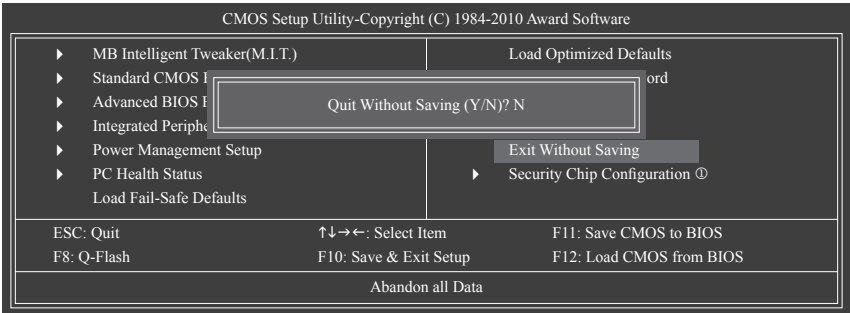 CMOS Setup Utility-Copyright (C) 1984-2010 Award Software
MB Intelligent Tweaker(M.I.T.)
Load Optimized Defaults
Standard CMOS
ord
Advanced BIOS
Quit Without Saving (Y/N)? N
Integrated
Power Management Setup
Exit Without Saving
PC Health Status
Security Chip Configuration ①
Load Fail-Safe Defaults
ESC: Quit ↑↓→←: Select Item F11: Save CMOS to BIOS
F8: Q-Flash F10: Save & Exit Setup F12: Load CMOS from BIOS
Abandon all Data